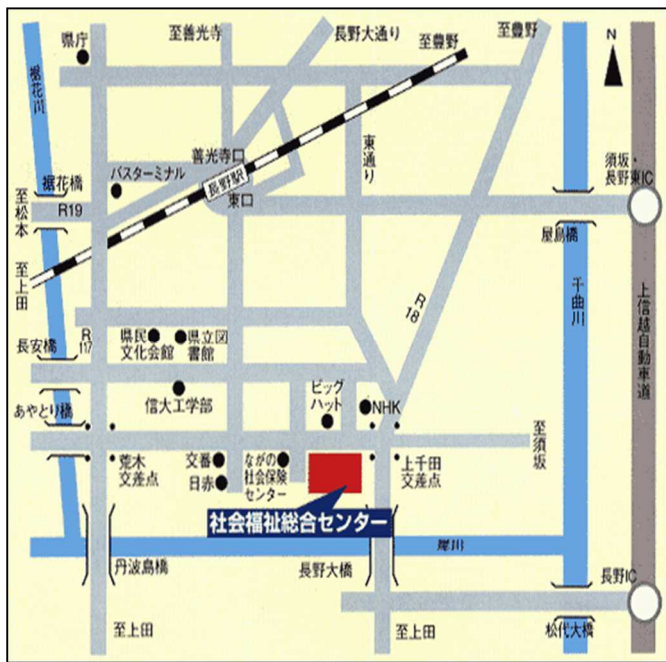 至善光寺
長野大通り
至豊野
至豊野
県庁
N
裾花川
善光寺口
東通り
バスターミナル
長野駅
東口
須坂・
長野東IC
裾花橋
R19
至松本
屋島橋
至上田
千曲川
上信越自動車道
R18
R117
県民
文化会館
県立図
書館
長安橋
信大工学部
ビッグ
ハット
NHK
あやとり橋
至須坂
荒木
交差点
交番
日赤
ながの
社会保険
センター
上千田
交差点
社会福祉総合センター
犀川
丹波島橋
長野大橋
長野IC
至上田
至上田
松代大橋